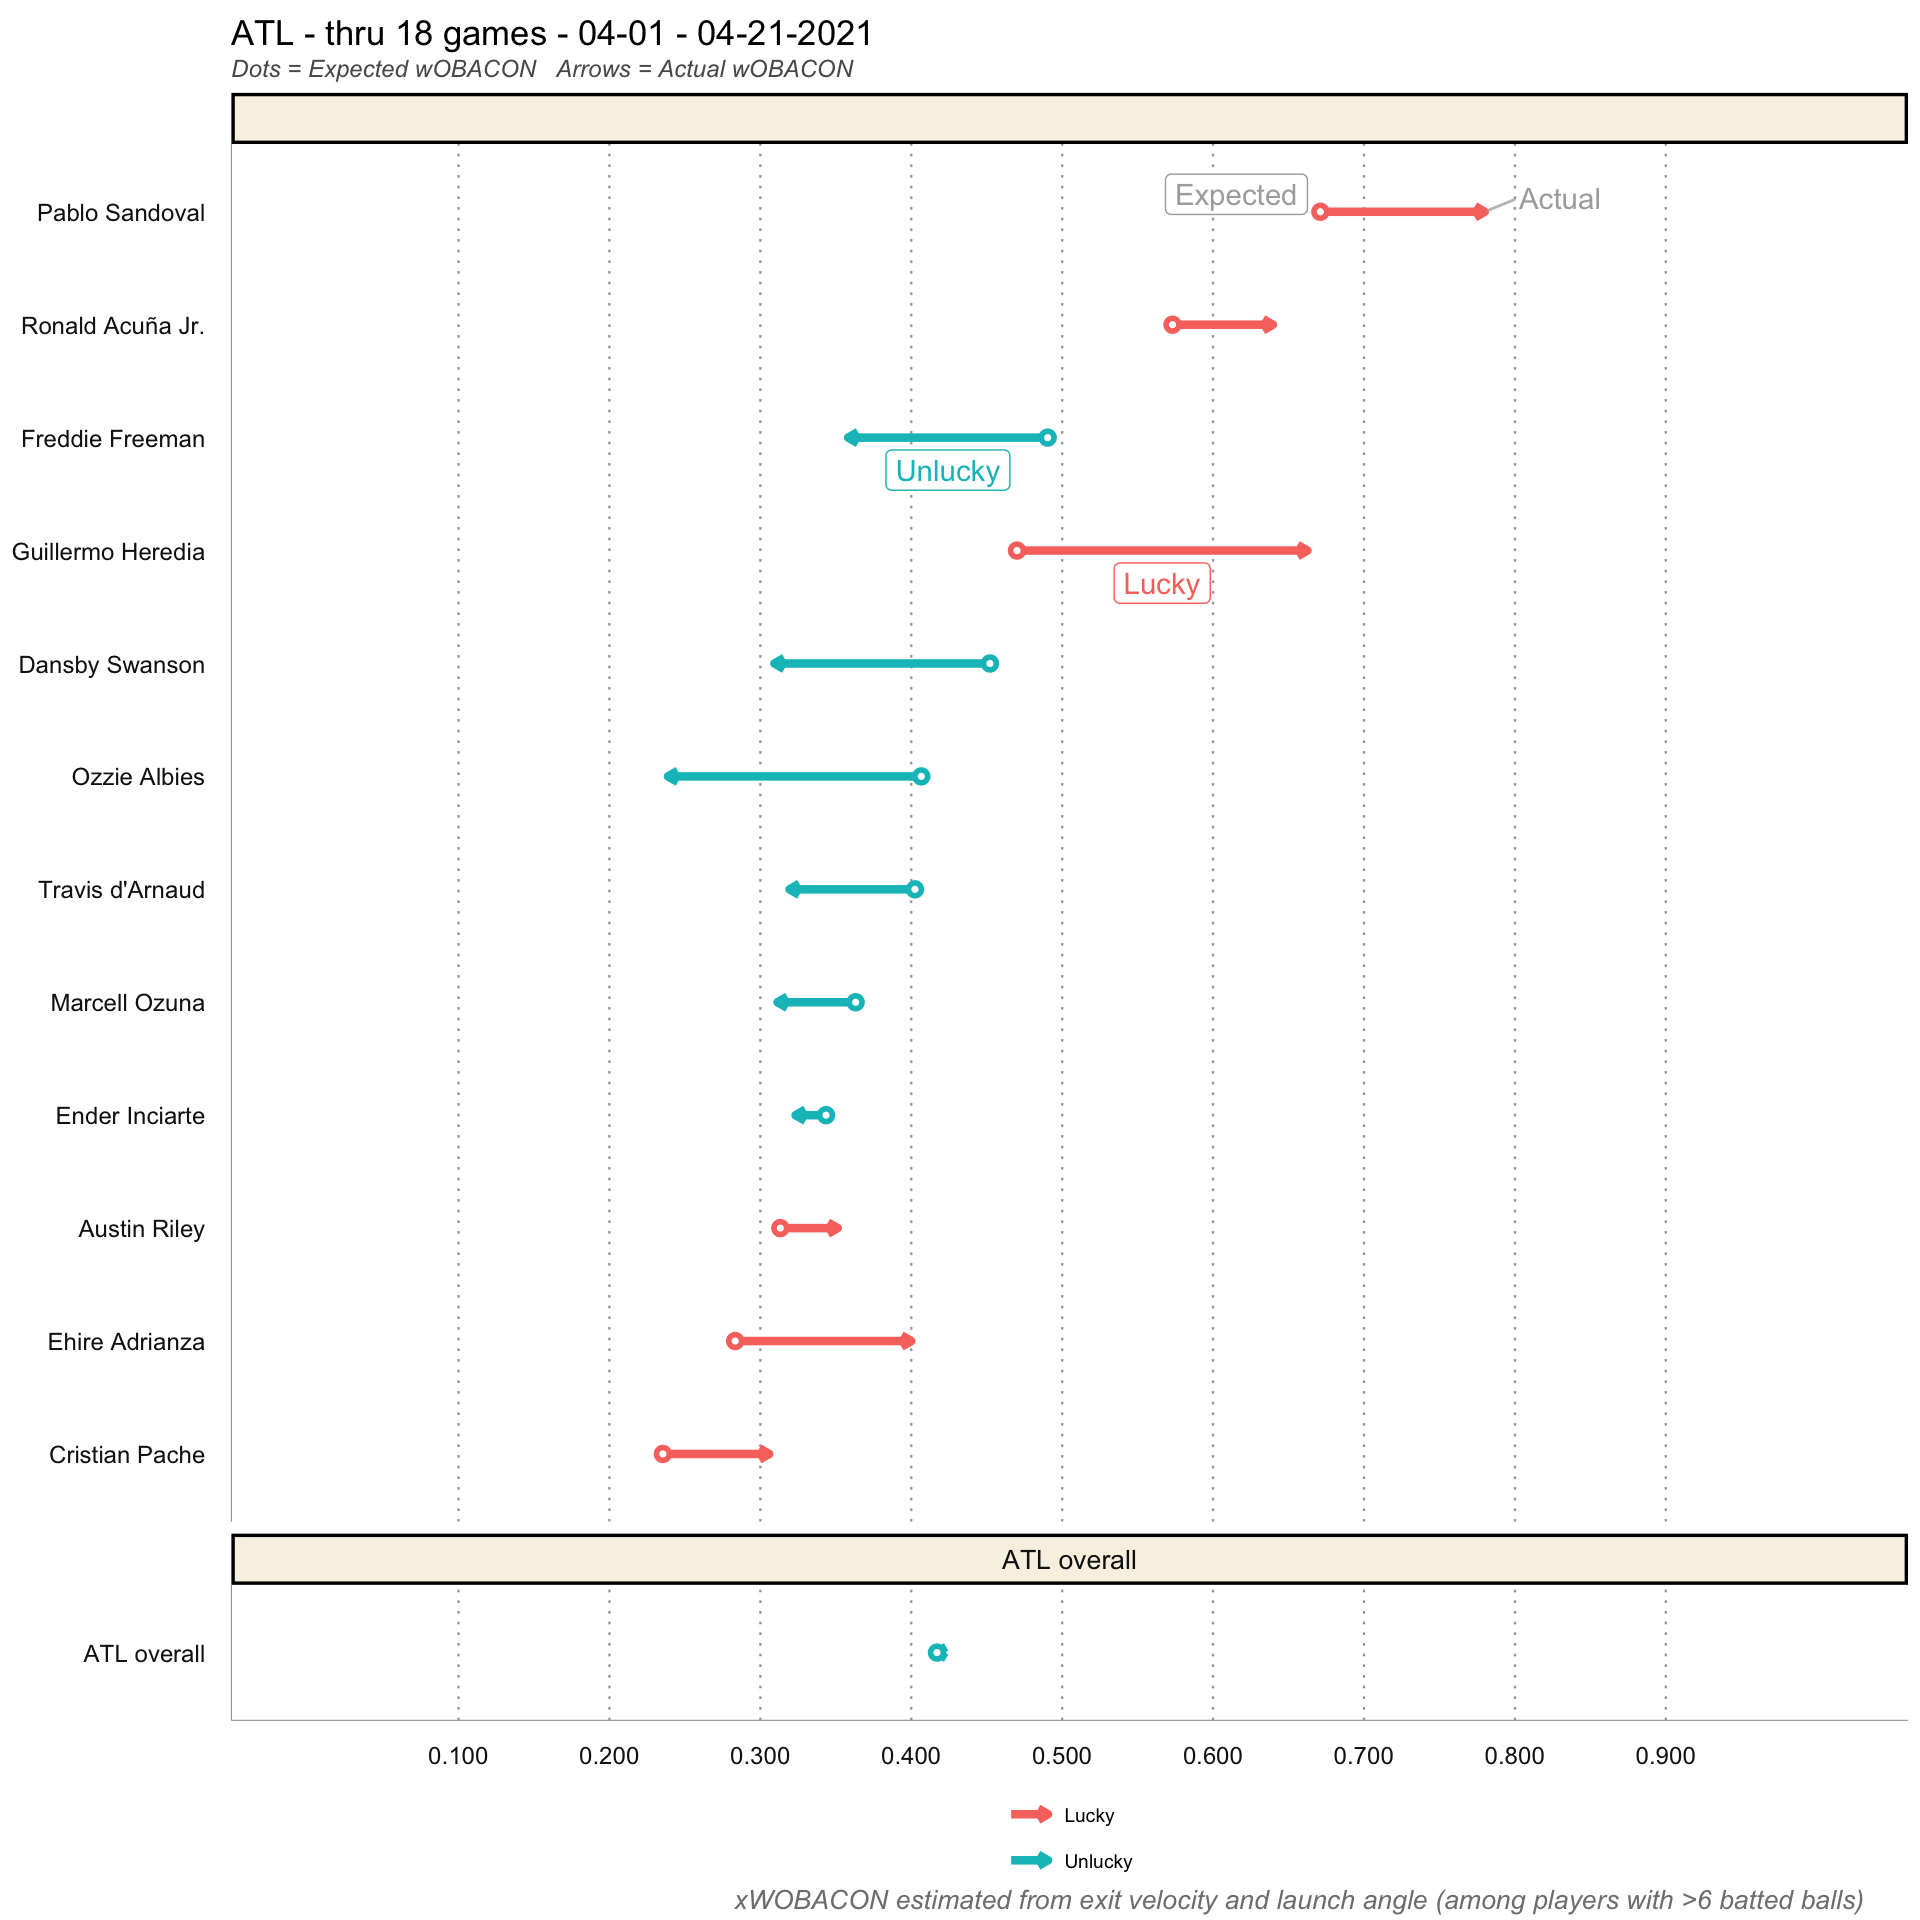 ATL - thru 18 games - 04-01 - 04-21-2021
Dots = Expected wOBACON   Arrows = Actual wOBACON
Pablo Sandoval
Expected
Actual
Ronald Acuña Jr.
Freddie Freeman
Unlucky
Guillermo Heredia
Lucky
Dansby Swanson
Ozzie Albies
Travis d'Arnaud
Marcell Ozuna
Ender Inciarte
Austin Riley
Ehire Adrianza
Cristian Pache
ATL overall
ATL overall
0.100 0.200 0.300 0.400 0.500 0.600 0.700 0.800 0.900
Lucky
Unlucky
xWOBACON estimated from exit velocity and launch angle (among players with >6 batted balls)